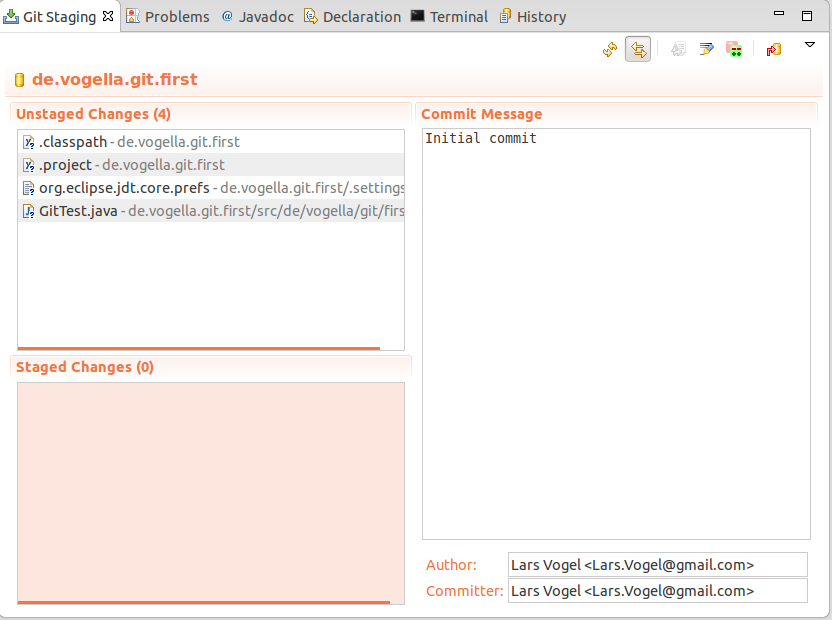 Git Staging Problems @ Javadoc Declaration Terminal History
de.vogella.git.first
Unstaged Changes (4)
.classpath - de.vogella.git.first
.project - de.vogella.git.first
org.eclipse.jdt.core.prefs - de.vogella.git.first/.settings
GitTest.java - de.vogella.git.first/src/de/vogella/git/firs
Staged Changes (0)
Commit Message
Initial commit
Author: Lars Vogel <Lars.Vogel@gmail.com>
Committer: Lars Vogel <Lars.Vogel@gmail.com>